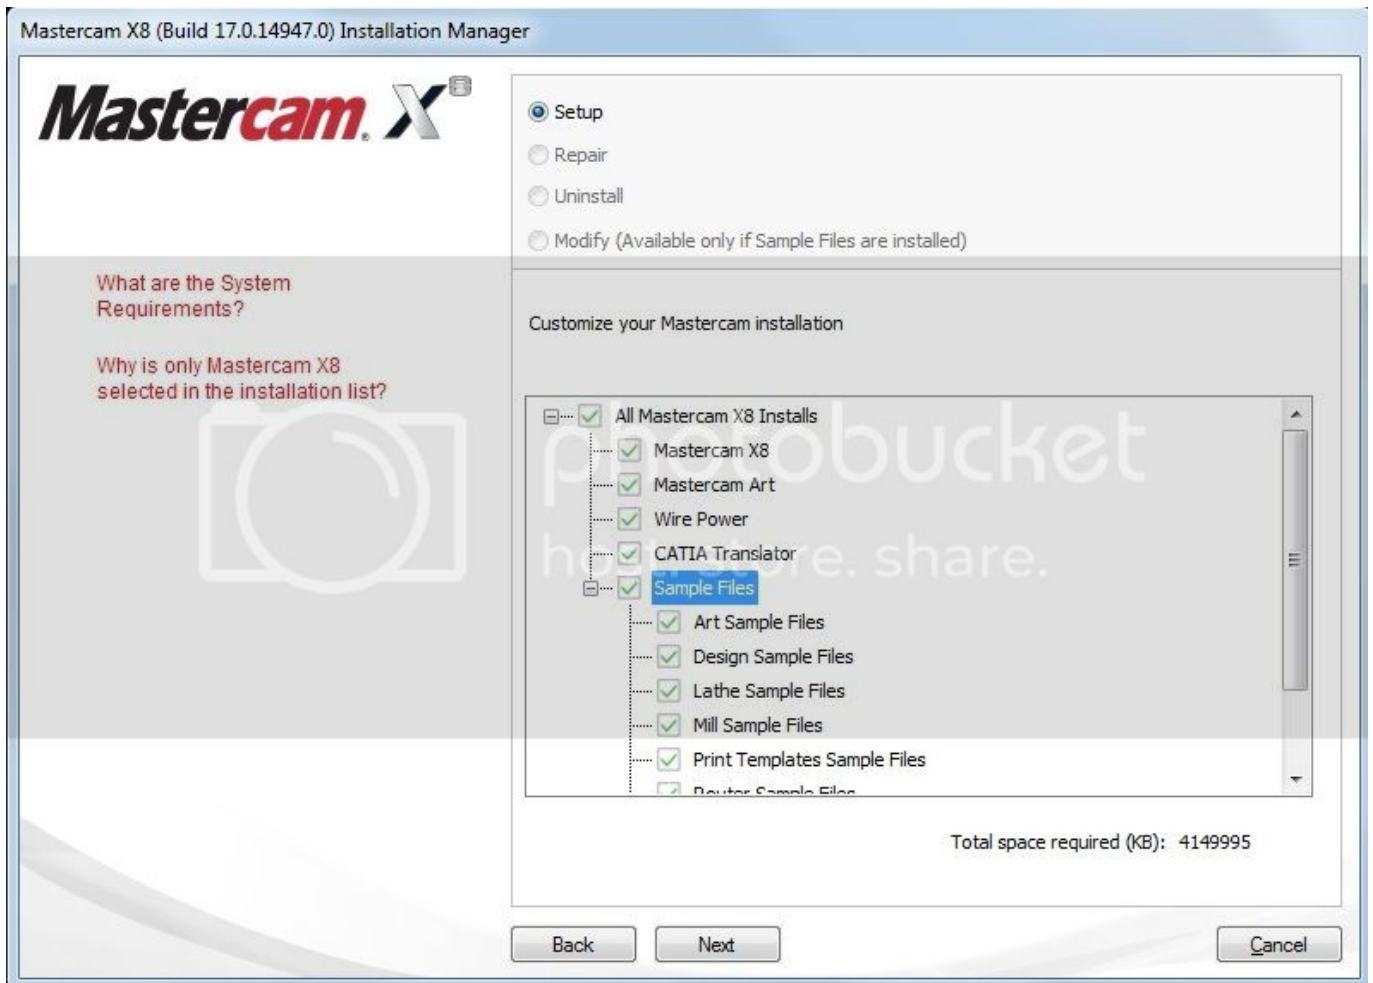 Mastercam X8 (Build 17.0.14947.0) Installation Manager
Mastercam® X8
Setup
Repair
Uninstall
Modify (Available only if Sample Files are installed)
What are the System
Requirements?
Why is only Mastercam X8
selected in the installation list?
Customize your Mastercam installation
All Mastercam X8 Installs
Mastercam X8
Mastercam Art
Wire Power
CATIA Translator
Sample Files
Art Sample Files
Design Sample Files
Lathe Sample Files
Mill Sample Files
Print Templates Sample Files
Router Sample Files
Total space required (KB): 4149995
Back
Next
Cancel
photobucket
host. store. share.